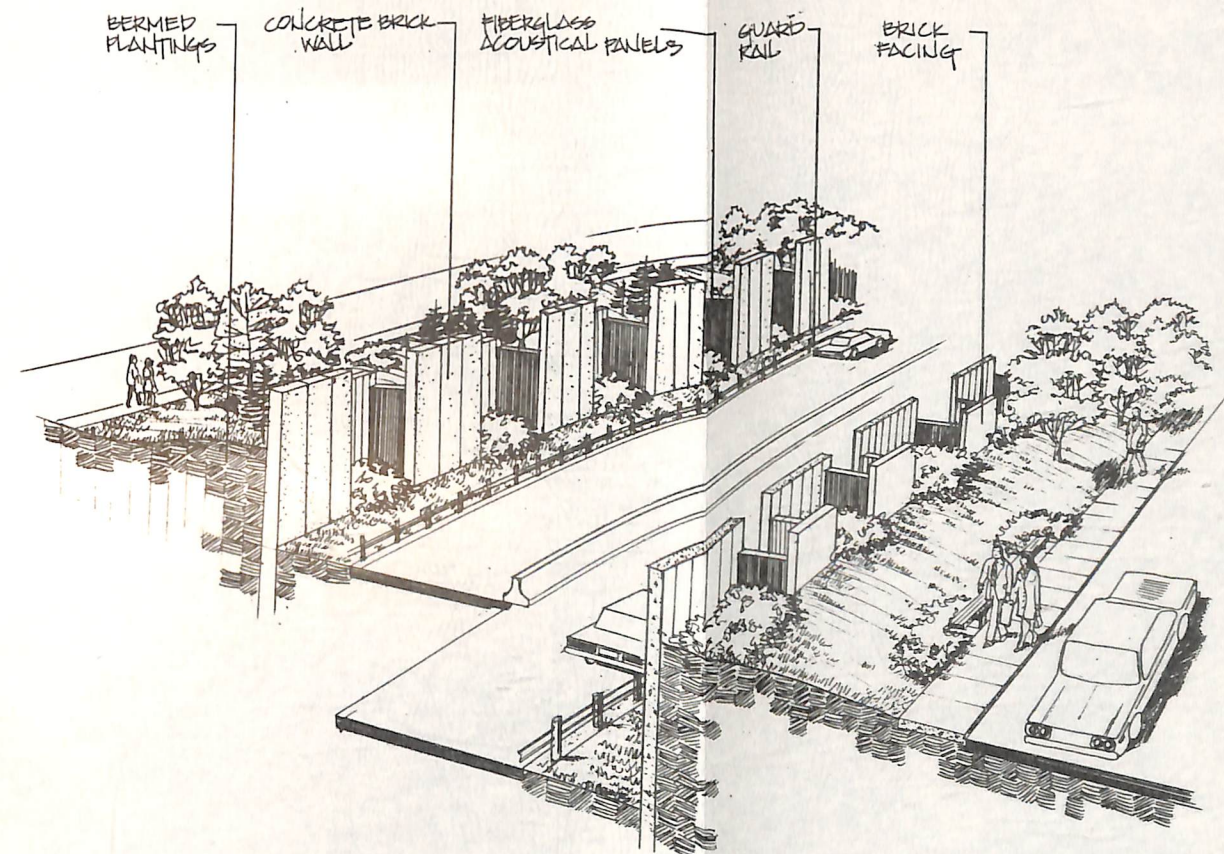 BERMED
PLANTINGS
CONCRETE BRICK
WALL
FIBERGLASS
ACOUSTICAL PANELS
GUARD
RAIL
BRICK
FACING